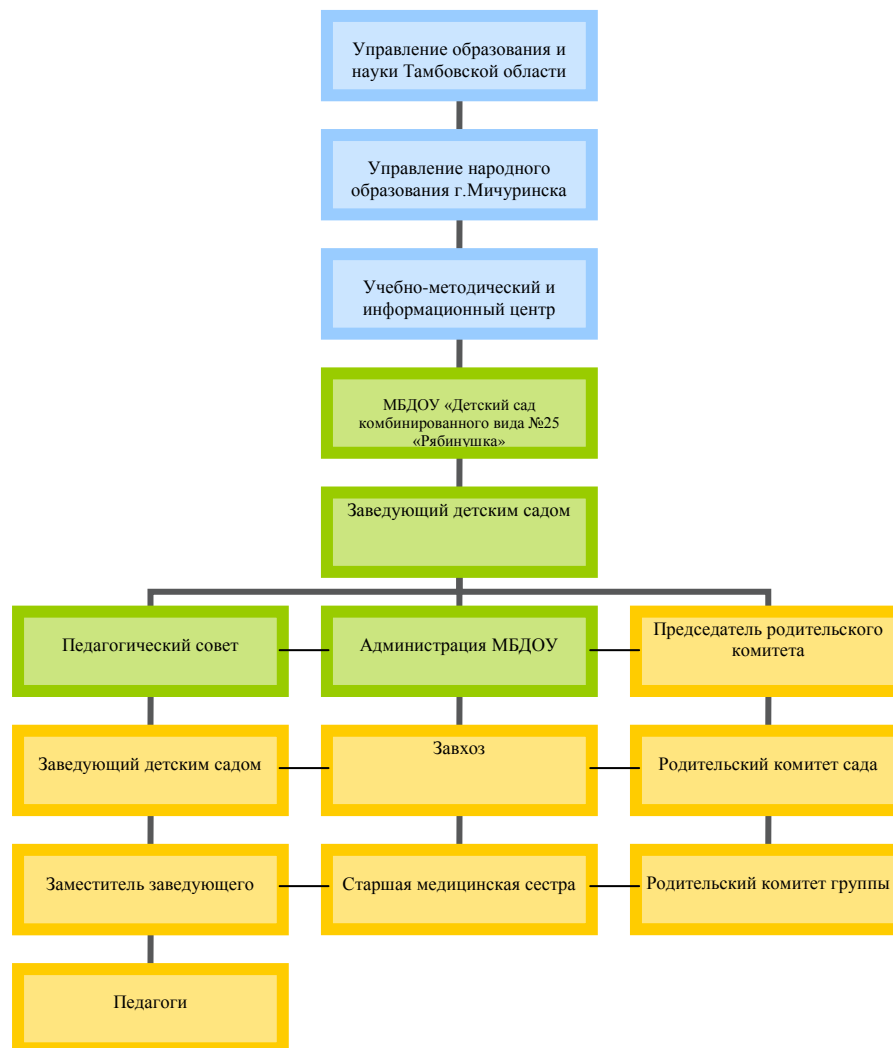 Управление образования и
науки Тамбовской области
Управление народного
образования г.Мичуринска
Учебно-методический и
информационный центр
МБДОУ «Детский сад
комбинированного вида №25
«Рябинушка»
Заведующий детским садом
Педагогический совет
Администрация МБДОУ
Председатель родительского
комитета
Заведующий детским садом
Завхоз
Родительский комитет сада
Заместитель заведующего
Старшая медицинская сестра
Родительский комитет группы
Педагоги